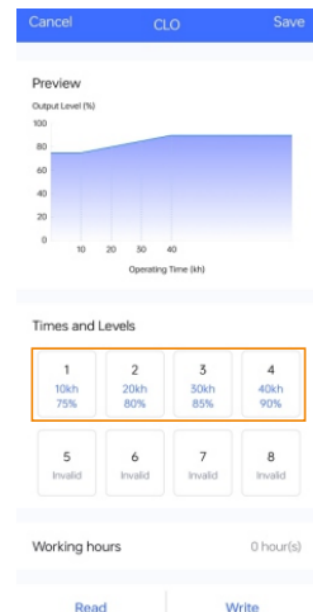 Cancel CLO Save
Preview
Output Level (%)
100
80
60
40
20
0
10 20 30 40
Operating Time (kh)
Times and Levels
1 2 3 4
10kh 20kh 30kh 40kh
75% 80% 85% 90%
5 6 7 8
Invalid Invalid Invalid Invalid
Working hours 0 hour(s)
Read Write